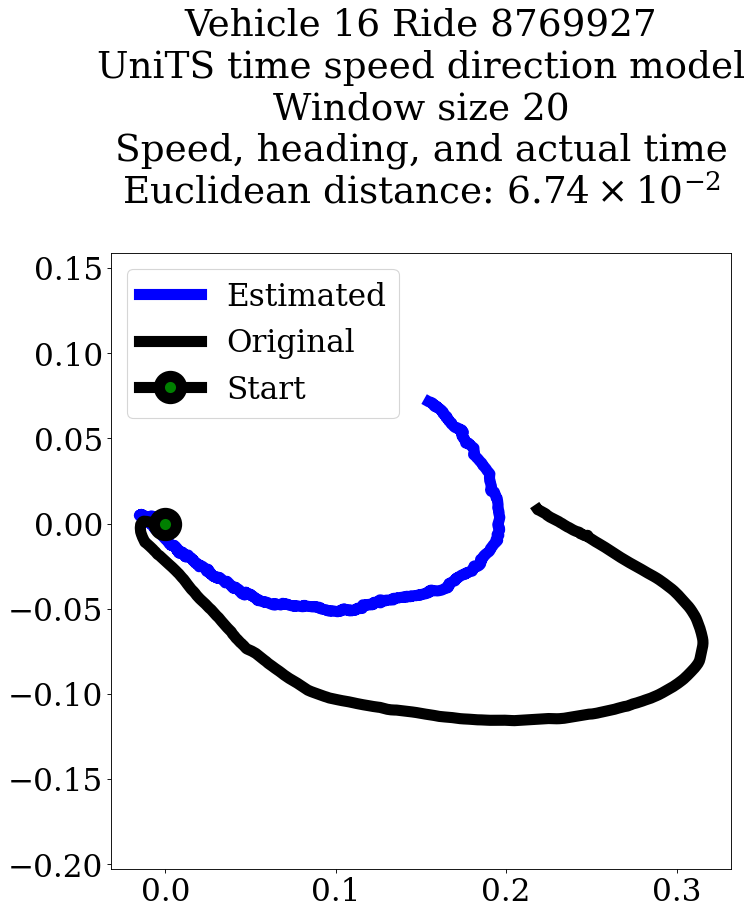 Vehicle 16 Ride 8769927
UniTS time speed direction model
Window size 20
Speed, heading, and actual time
Euclidean distance: 6.74 × 10⁻²
Estimated
Original
Start
0.15
0.10
0.05
0.00
−0.05
−0.10
−0.15
−0.20
0.0 0.1 0.2 0.3